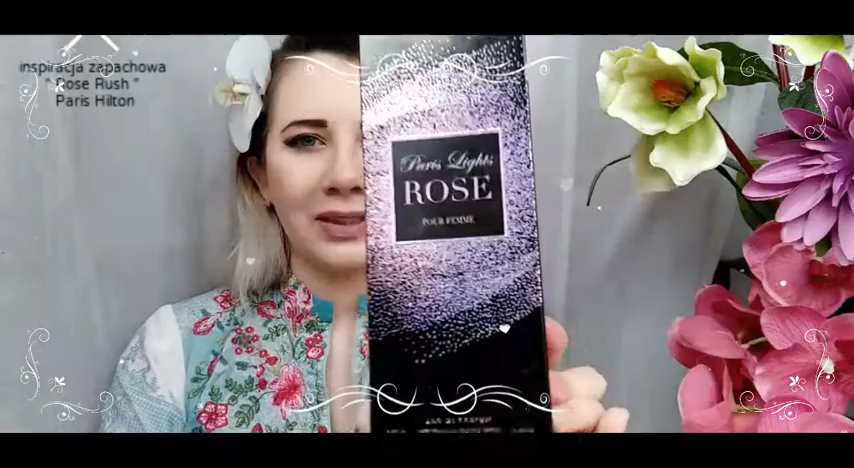 inspiracja zapachowa
" Rose Rush "
Paris Hilton
Paris Lights
ROSE
POUR FEMME